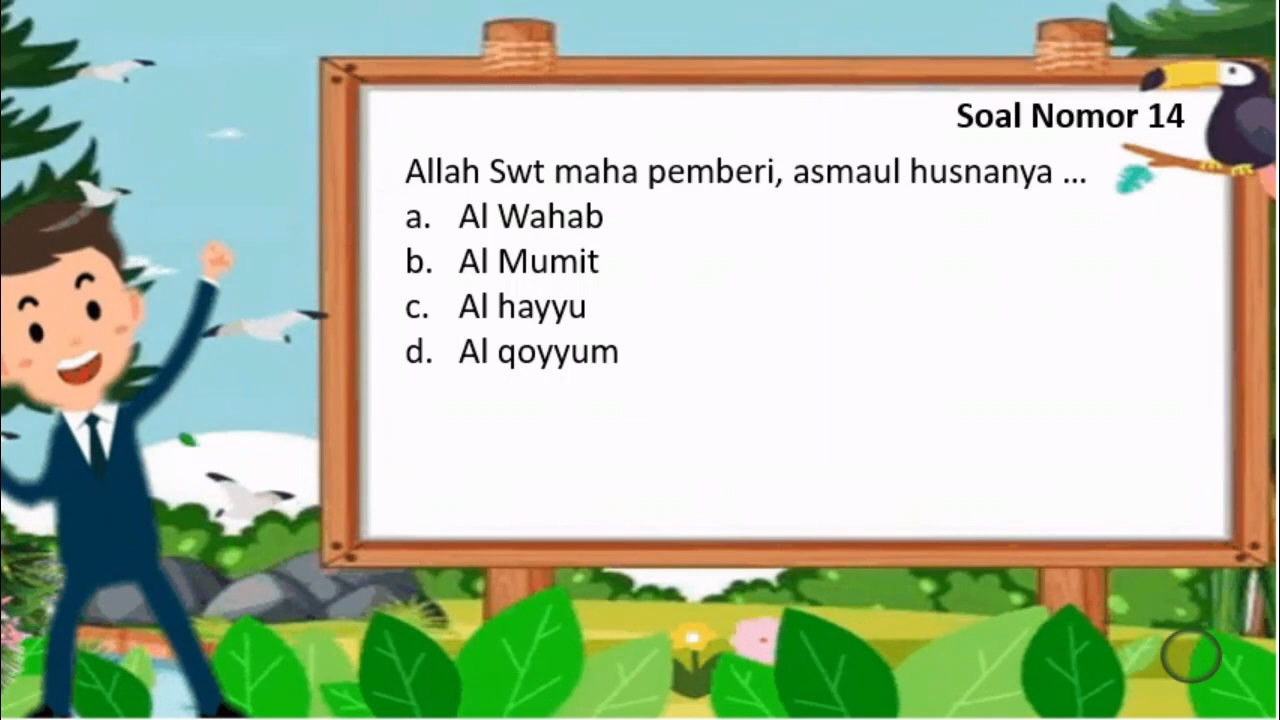 Soal Nomor 14
Allah Swt maha pemberi, asmaul husnanya ...
a. Al Wahab
b. Al Mumit
c. Al hayyu
d. Al qoyyum